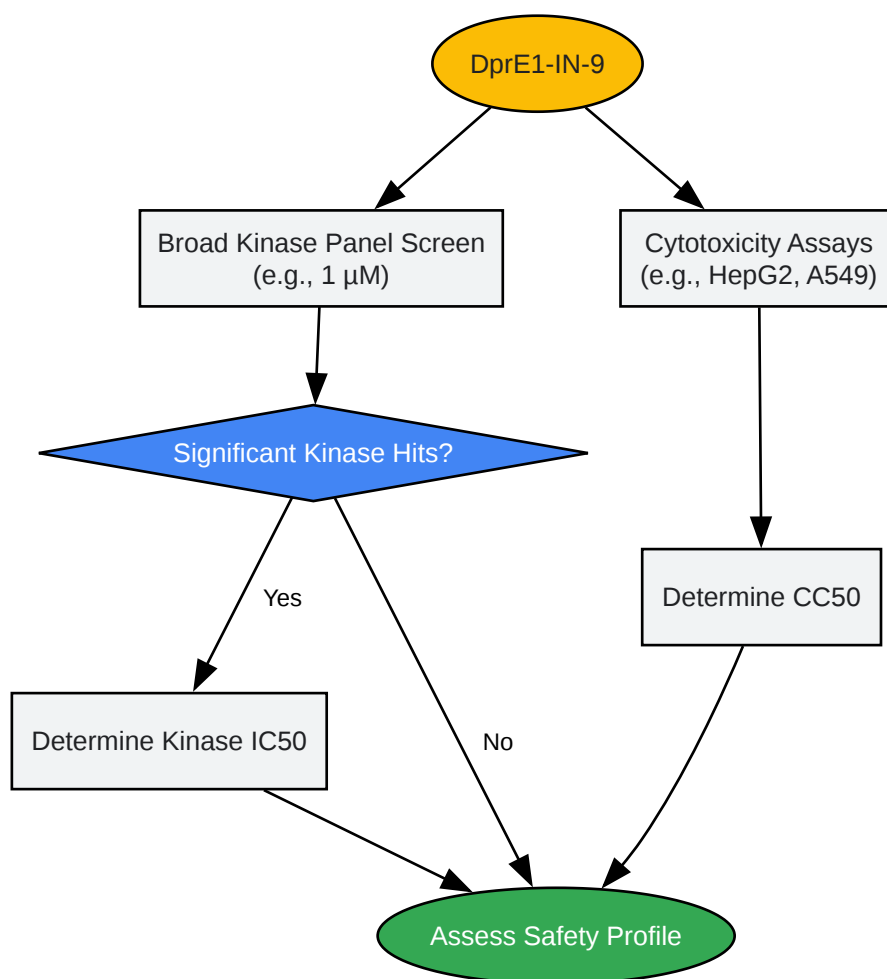 DprE1-IN-9
Broad Kinase Panel Screen
(e.g., 1 µM)
Cytotoxicity Assays
(e.g., HepG2, A549)
Significant Kinase Hits?
Determine CC50
Yes
No
Determine Kinase IC50
Assess Safety Profile